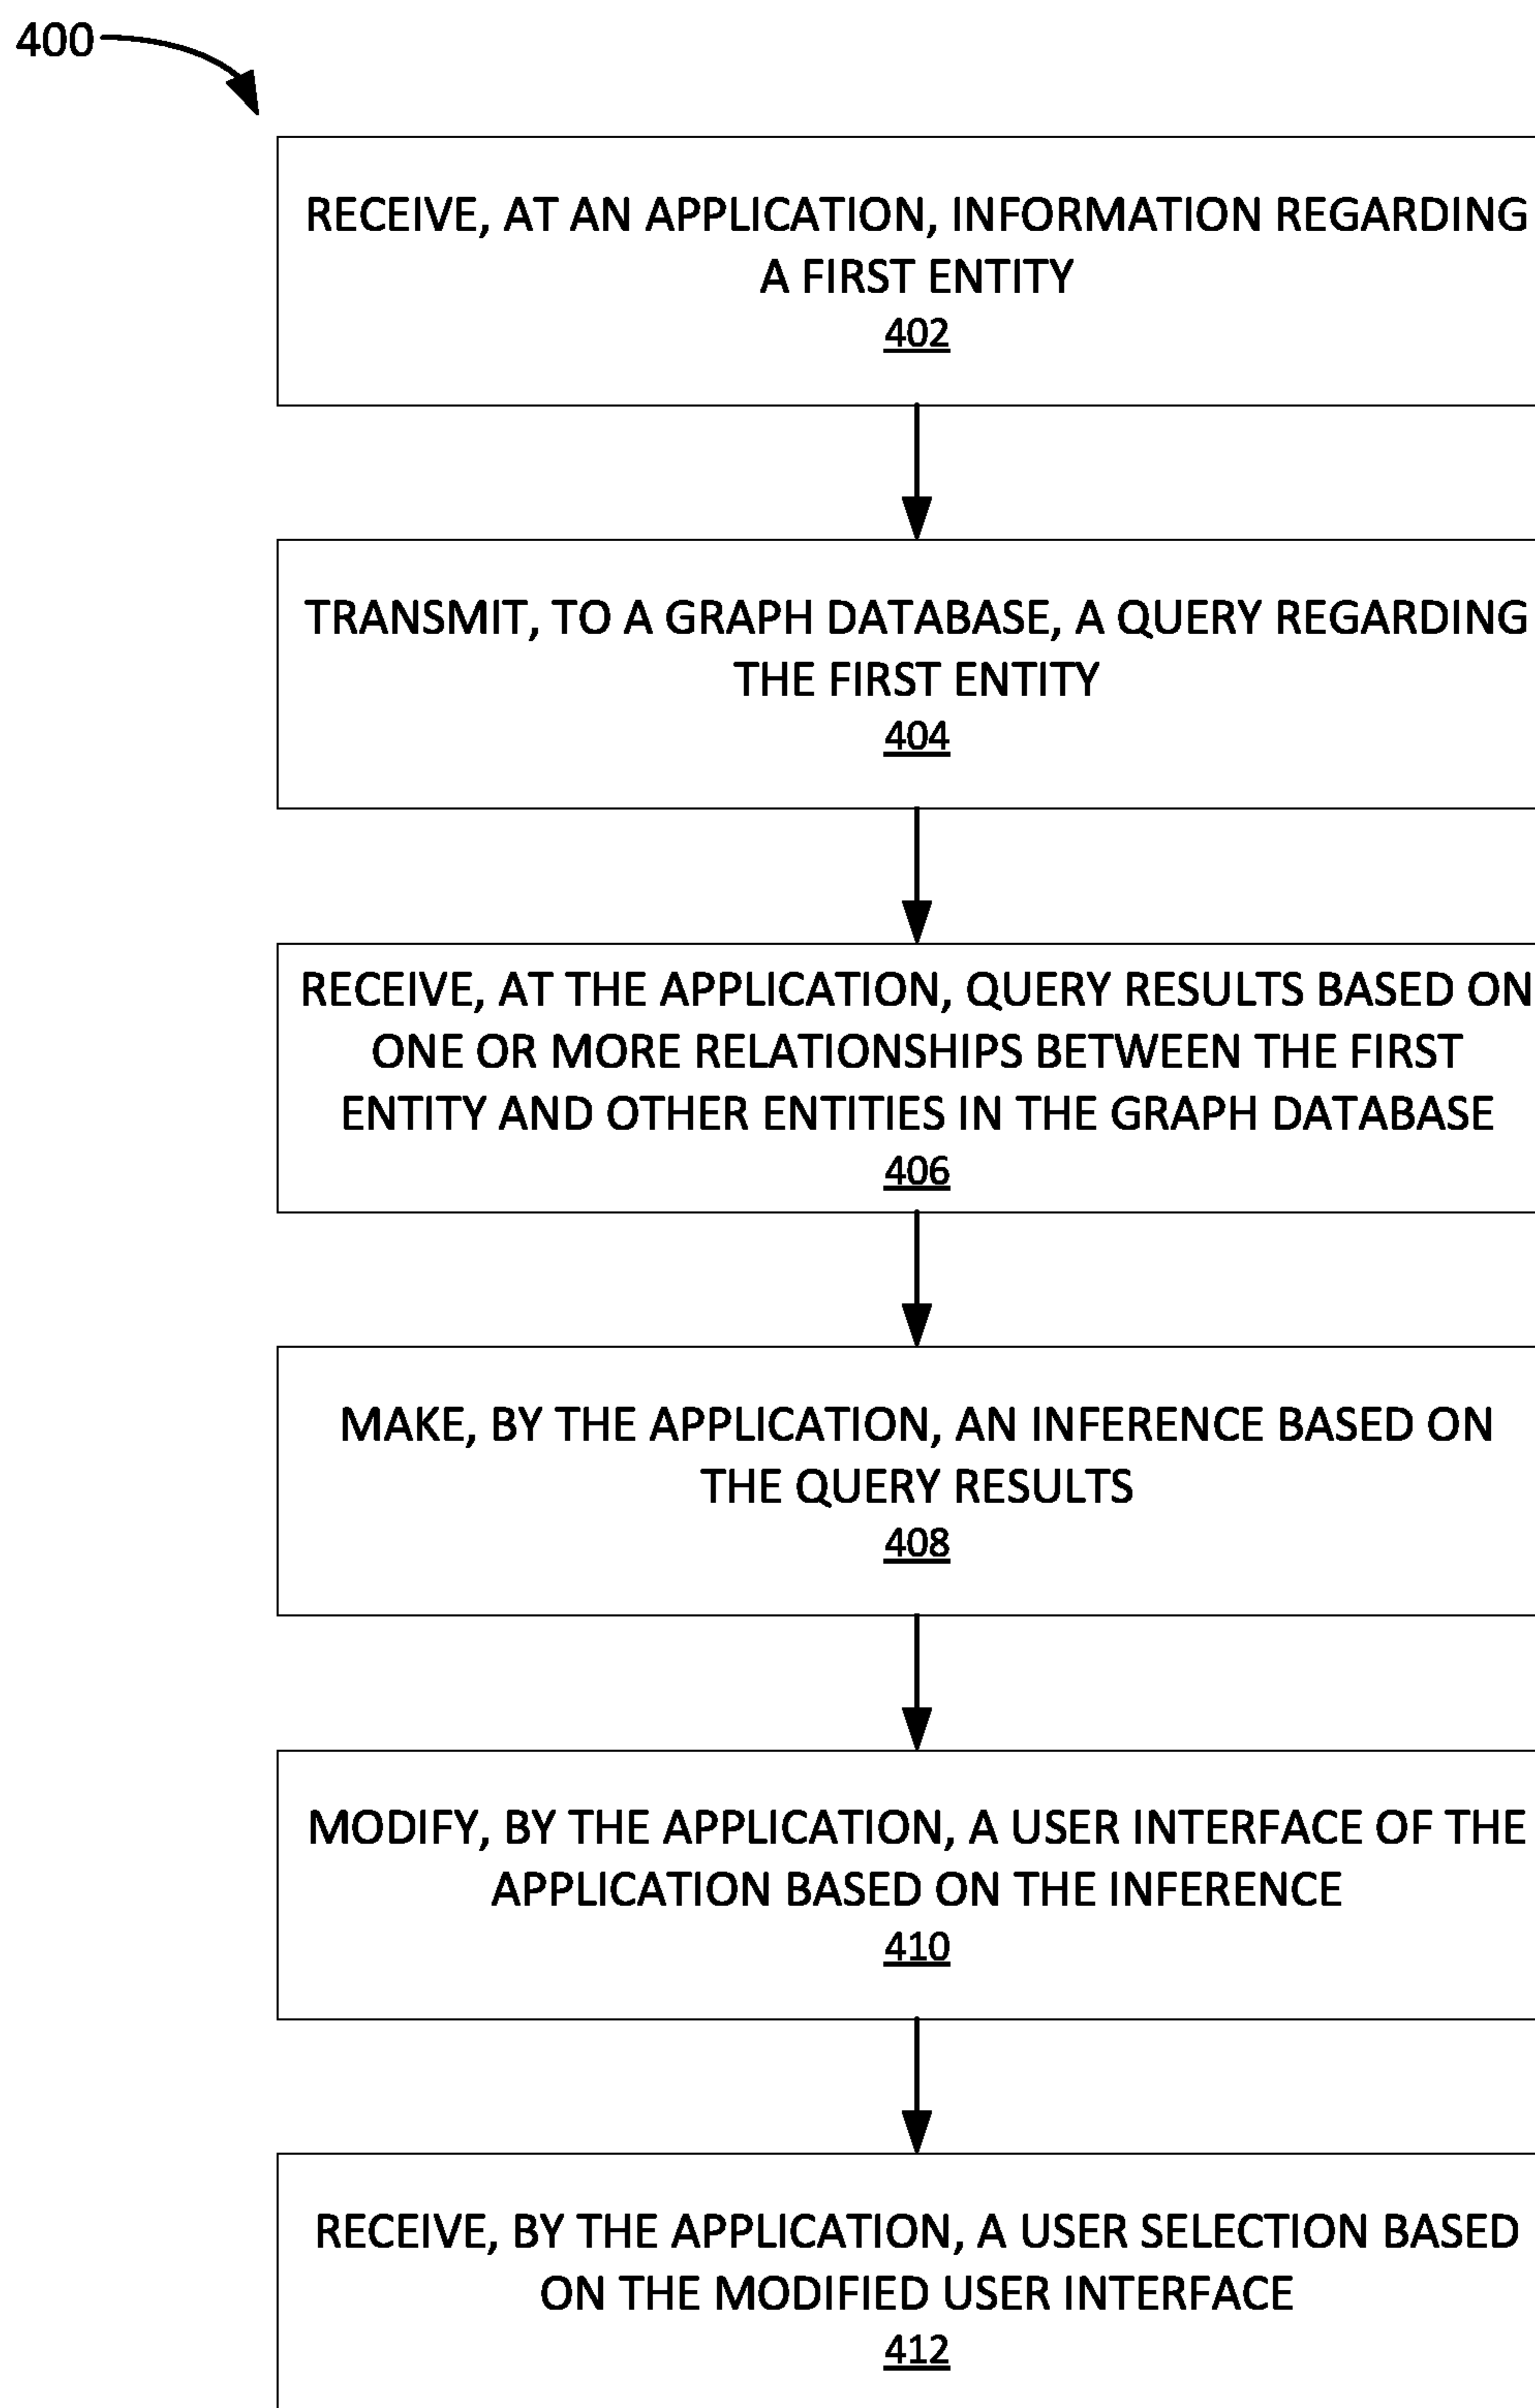 400
RECEIVE, AT AN APPLICATION, INFORMATION REGARDING
A FIRST ENTITY
402
TRANSMIT, TO A GRAPH DATABASE, A QUERY REGARDING
THE FIRST ENTITY
404
RECEIVE, AT THE APPLICATION, QUERY RESULTS BASED ON
ONE OR MORE RELATIONSHIPS BETWEEN THE FIRST
ENTITY AND OTHER ENTITIES IN THE GRAPH DATABASE
406
MAKE, BY THE APPLICATION, AN INFERENCE BASED ON
THE QUERY RESULTS
408
MODIFY, BY THE APPLICATION, A USER INTERFACE OF THE
APPLICATION BASED ON THE INFERENCE
410
RECEIVE, BY THE APPLICATION, A USER SELECTION BASED
ON THE MODIFIED USER INTERFACE
412